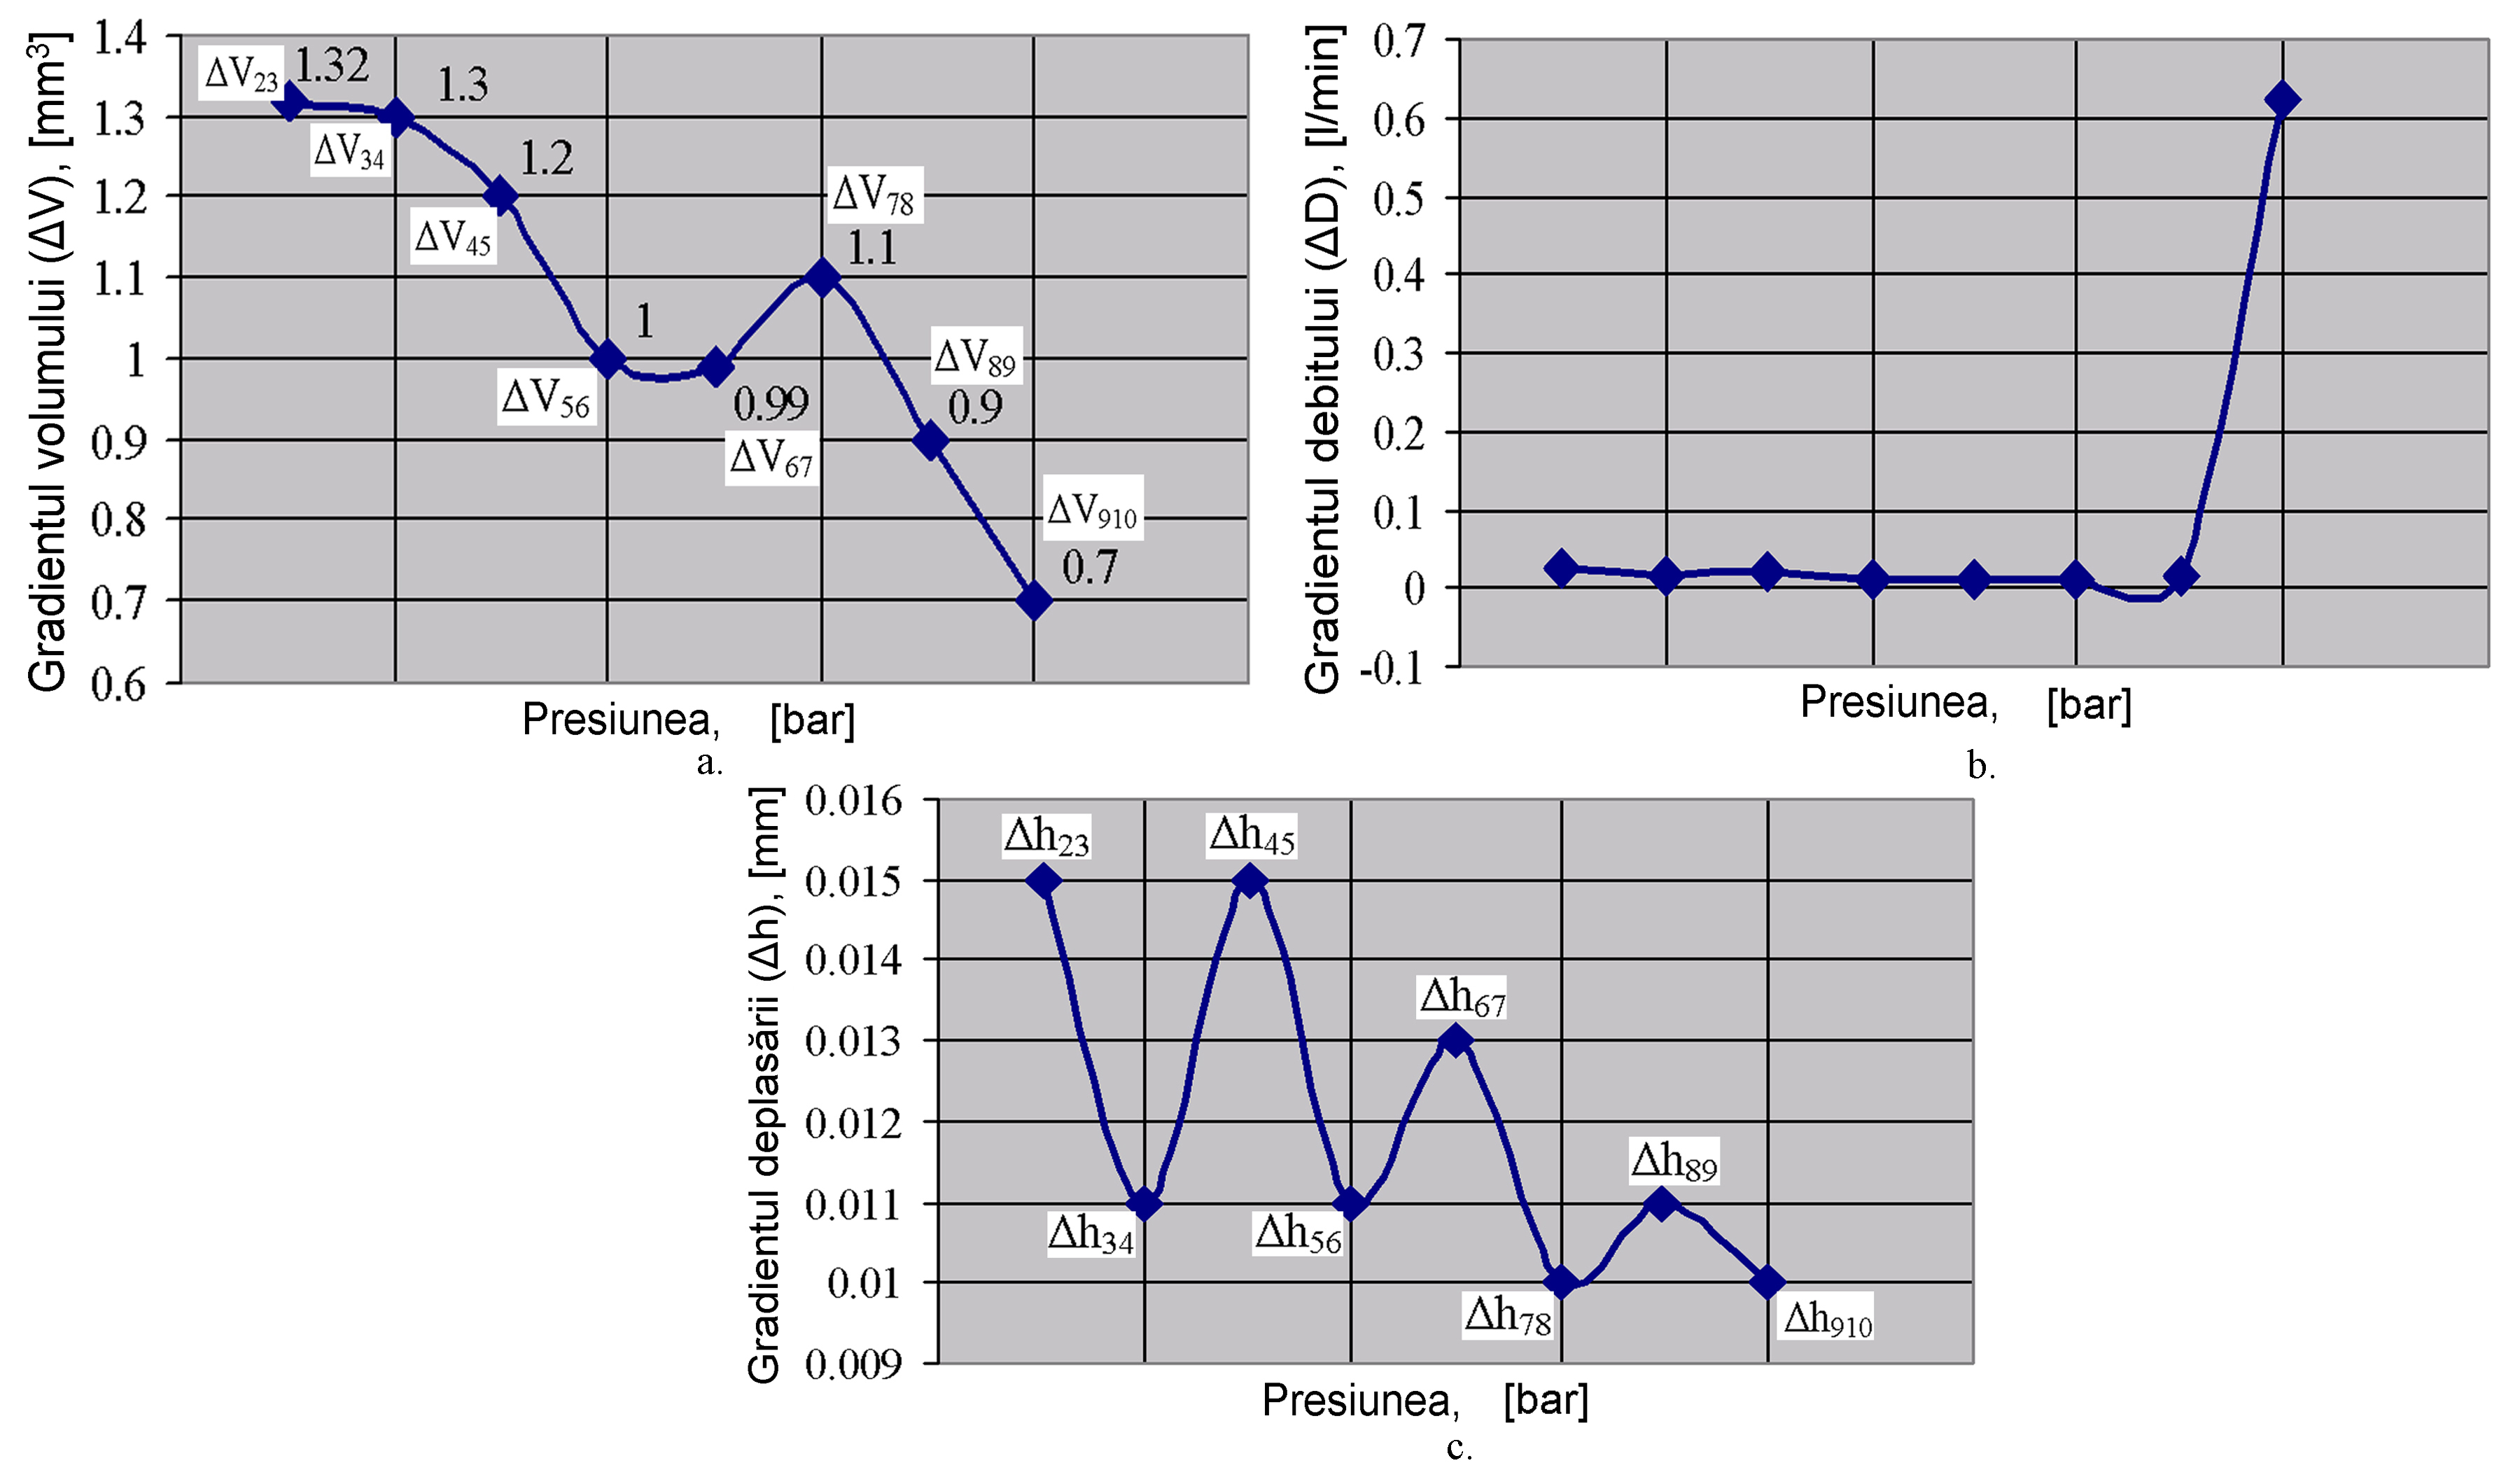 Gradientul volumului (ΔV), [mm³]
1.4
1.3
1.2
1.1
1
0.9
0.8
0.7
0.6
ΔV23
1.32
ΔV34
1.3
ΔV45
1.2
ΔV56
1
0.99
ΔV67
ΔV78
1.1
ΔV89
0.9
ΔV910
0.7
Presiunea, [bar]
a.
Gradientul debitului (ΔD), [l/min]
0.7
0.6
0.5
0.4
0.3
0.2
0.1
0
-0.1
Presiunea, [bar]
b.
Gradientul deplasării (Δh), [mm]
0.016
0.015
0.014
0.013
0.012
0.011
0.01
0.009
Δh23
Δh34
Δh45
Δh56
Δh67
Δh78
Δh89
Δh910
Presiunea, [bar]
c.